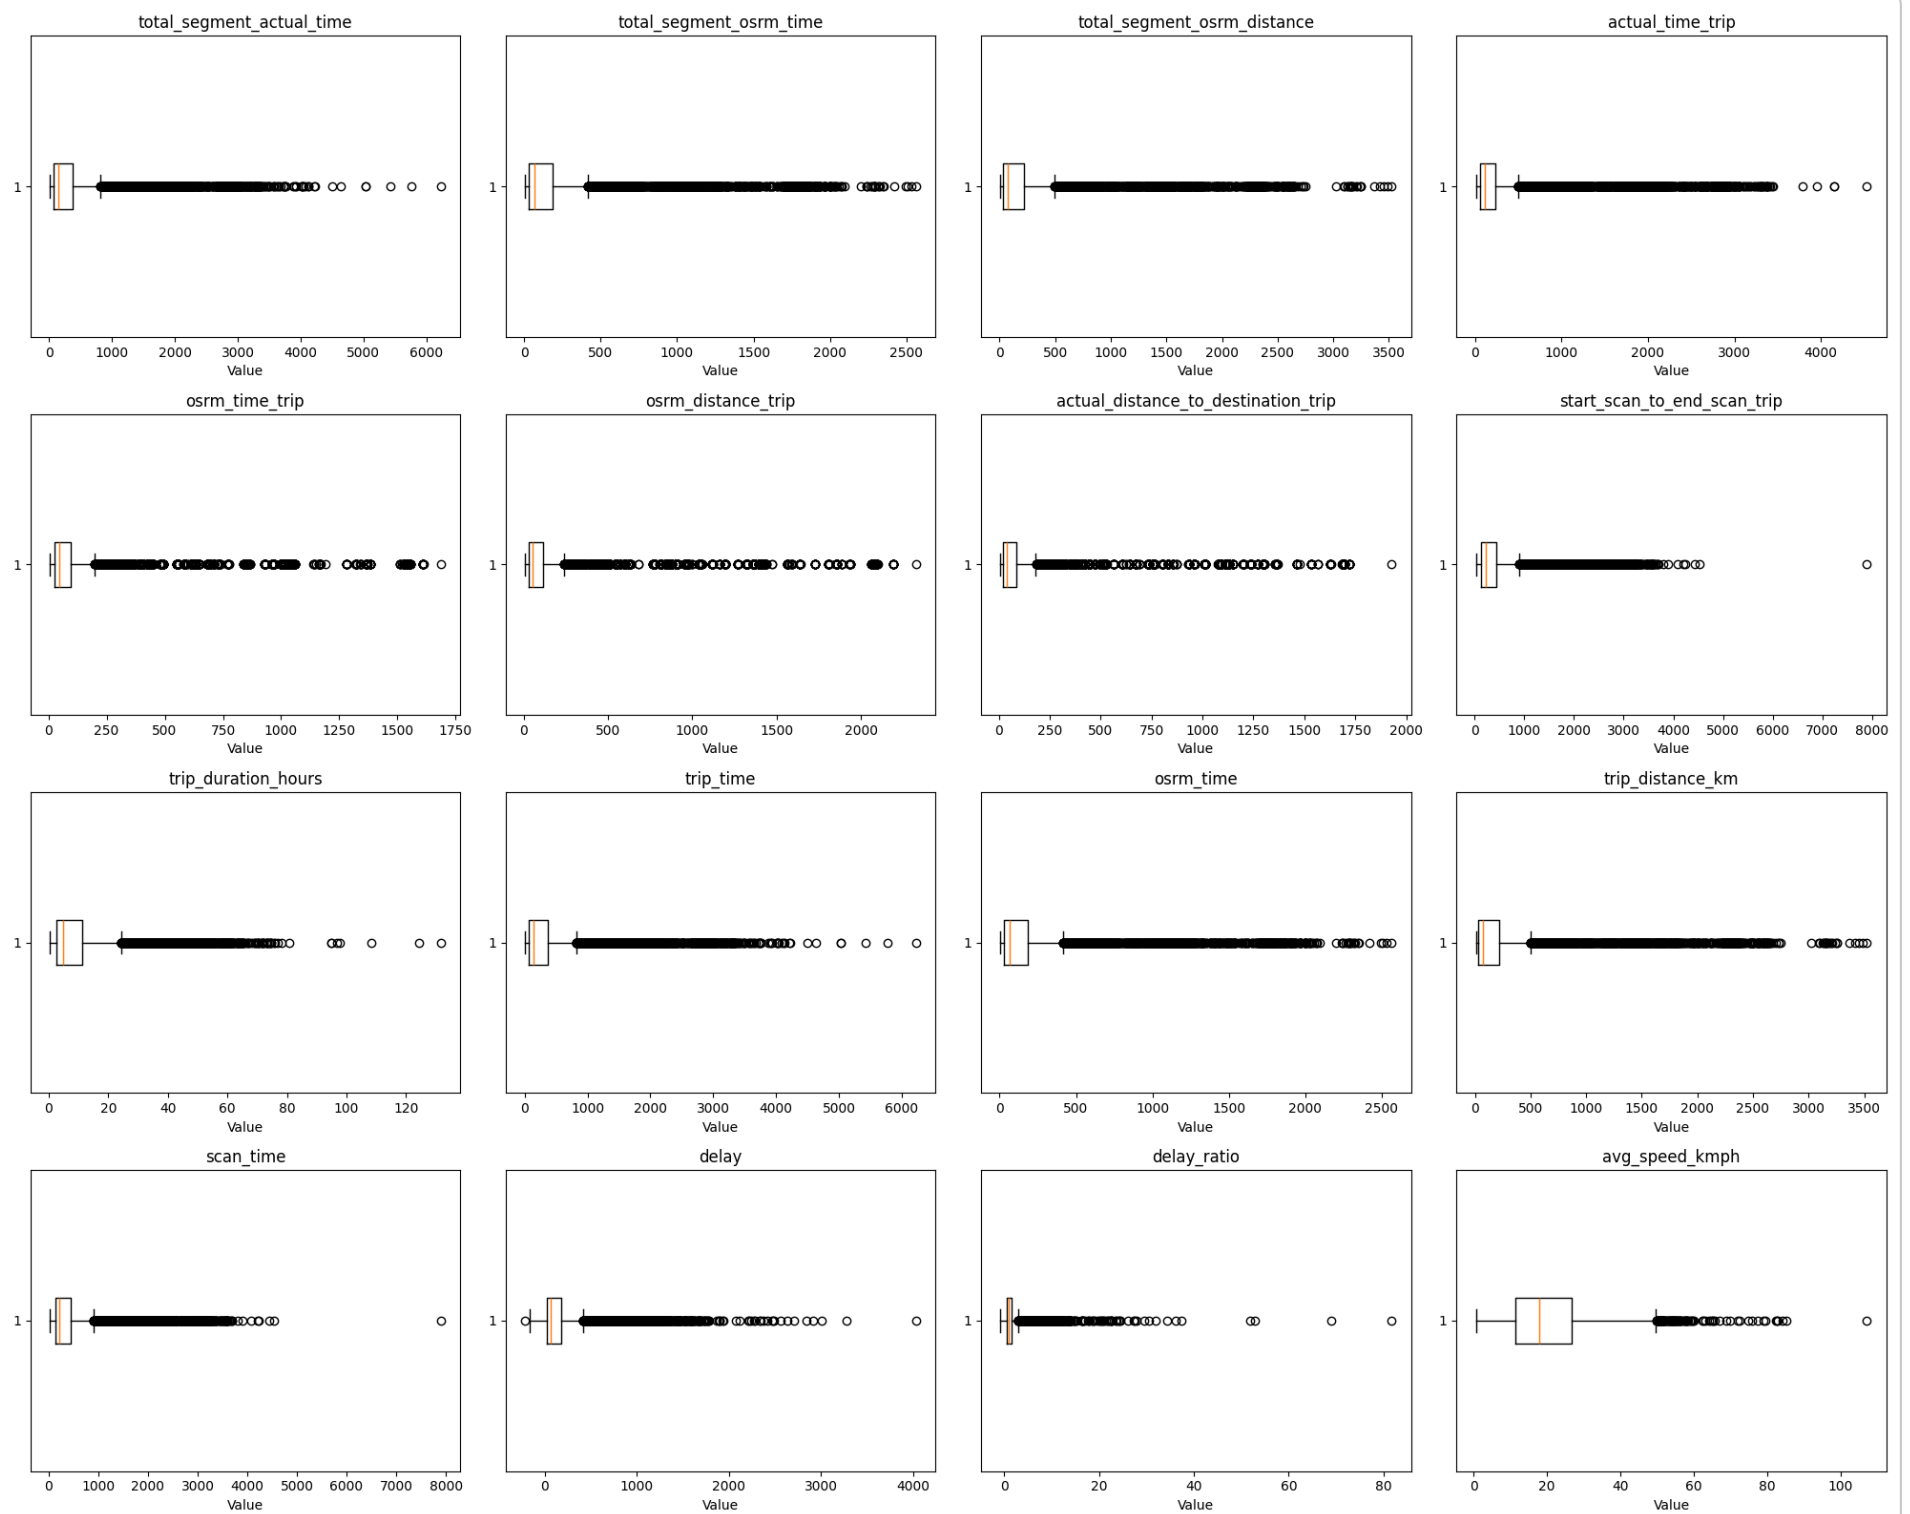 total_segment_actual_time
total_segment_osrm_time
total_segment_osrm_distance
actual_time_trip
1
1
1
1
0 1000 2000 3000 4000 5000 6000
0 500 1000 1500 2000 2500
0 500 1000 1500 2000 2500 3000 3500
0 1000 2000 3000 4000
Value
Value
Value
Value
osrm_time_trip
osrm_distance_trip
actual_distance_to_destination_trip
start_scan_to_end_scan_trip
1
1
1
1
0 250 500 750 1000 1250 1500 1750
0 500 1000 1500 2000
0 250 500 750 1000 1250 1500 1750 2000
0 1000 2000 3000 4000 5000 6000 7000 8000
Value
Value
Value
Value
trip_duration_hours
trip_time
osrm_time
trip_distance_km
1
1
1
1
0 20 40 60 80 100 120
0 1000 2000 3000 4000 5000 6000
0 500 1000 1500 2000 2500
0 500 1000 1500 2000 2500 3000 3500
Value
Value
Value
Value
scan_time
delay
delay_ratio
avg_speed_kmph
1
1
1
1
0 1000 2000 3000 4000 5000 6000 7000 8000
0 1000 2000 3000 4000
0 20 40 60 80
0 20 40 60 80 100
Value
Value
Value
Value